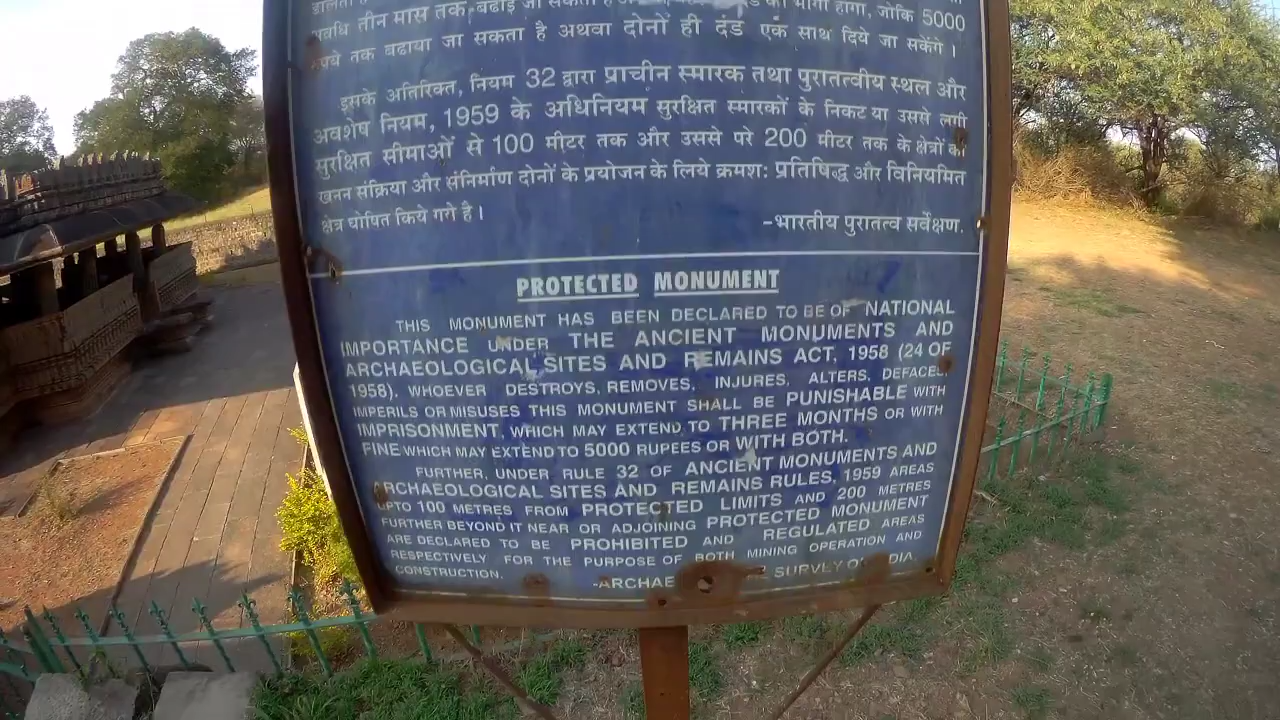 5000
अवधि तीन मास तक बढाई जा सकती है भागी होगा, जोकि 5000
रूपये तक बढाया जा सकता है अथवा दोनों ही दंड एक साथ दिये जा सकेंगे ।
इसके अतिरिक्त, नियम 32 द्वारा प्राचीन स्मारक तथा पुरातत्वीय स्थल और
अवशेष नियम, 1959 के अधिनियम सुरक्षित स्मारकों के निकट या उससे लगी
सुरक्षित सीमाओं से 100 मीटर तक और उससे परे 200 मीटर तक के क्षेत्रों को
खनन संक्रिया और संनिर्माण दोनों के प्रयोजन के लिये क्रमश: प्रतिषिद्ध और विनियमित
क्षेत्र घोषित किये गये है ।
-भारतीय पुरातत्व सर्वेक्षण.
PROTECTED MONUMENT
THIS MONUMENT HAS BEEN DECLARED TO BE OF NATIONAL
IMPORTANCE UNDER THE ANCIENT MONUMENTS AND
ARCHAEOLOGICAL SITES AND REMAINS ACT, 1958 (24 OF
1958). WHOEVER DESTROYS, REMOVES, INJURES, ALTERS, DEFACES,
IMPERILS OR MISUSES THIS MONUMENT SHALL BE PUNISHABLE WITH
IMPRISONMENT, WHICH MAY EXTEND TO THREE MONTHS OR WITH
FINE WHICH MAY EXTEND TO 5000 RUPEES OR WITH BOTH.
FURTHER, UNDER RULE 32 OF ANCIENT MONUMENTS AND
ARCHAEOLOGICAL SITES AND REMAINS RULES, 1959 AREAS
UPTO 100 METRES FROM PROTECTED LIMITS AND 200 METRES
FURTHER BEYOND IT NEAR OR ADJOINING PROTECTED MONUMENT
ARE DECLARED TO BE PROHIBITED AND REGULATED AREAS
RESPECTIVELY FOR THE PURPOSE OF BOTH MINING OPERATION AND
CONSTRUCTION.
-ARCHAE SURVEY OF DIA